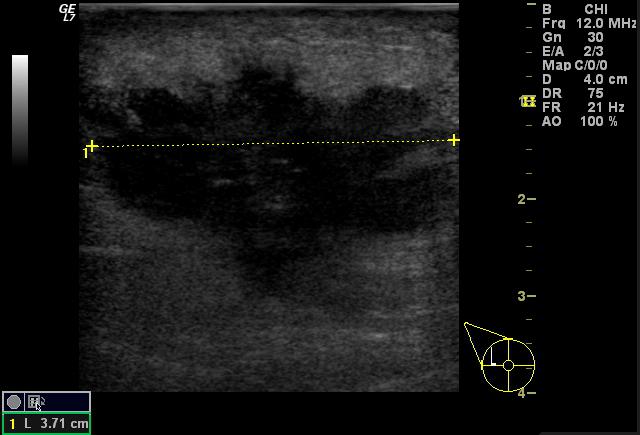 GE
L7
B CHI
Frq 12.0 MHz
Gn 30
E/A 2/3
Map C/0/0
D 4.0 cm
DR 75
FR 21 Hz
AO 100 %
1
2
3
4
1 L 3.71 cm